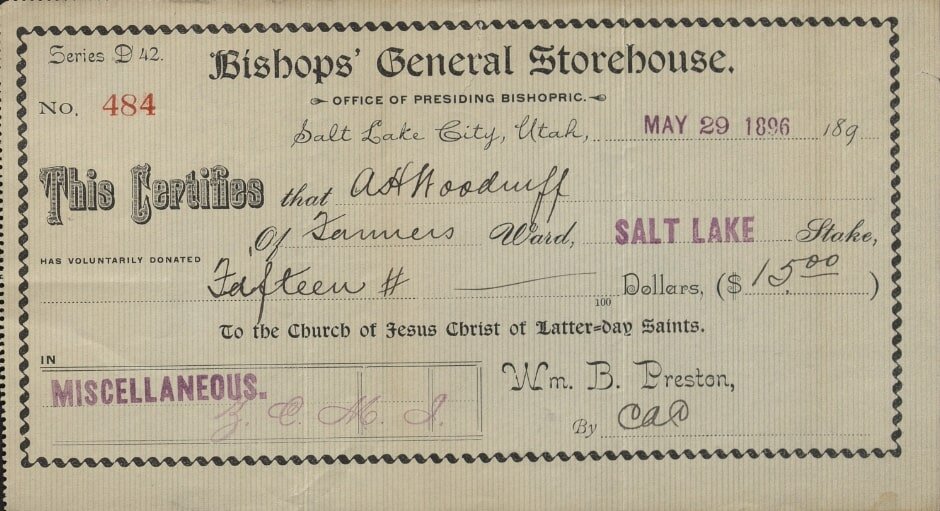 Series D 42.
Bishops' General Storehouse.
No. 484
OFFICE OF PRESIDING BISHOPRIC.
Salt Lake City, Utah, MAY 29 1896 189
This Certifies that A H Woodruff
Of Farmers Ward, SALT LAKE Stake,
HAS VOLUNTARILY DONATED
Fifteen # 100 Dollars, ($ 15.00 )
To the Church of Jesus Christ of Latter-day Saints.
IN
MISCELLANEOUS.
Z. C. M. I.
Wm. B. Preston,
By